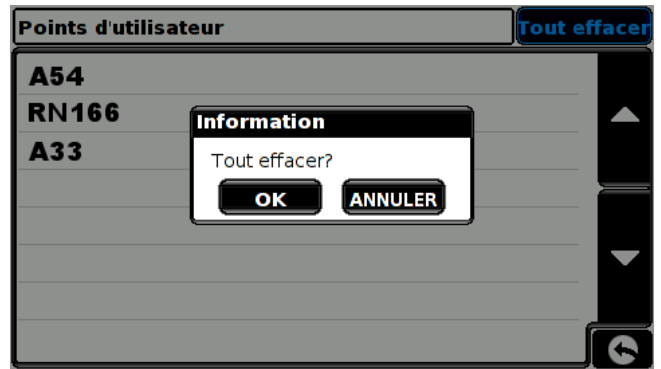 Points d'utilisateur Tout effacer
A54
RN166
A33
Information
Tout effacer?
OK ANNULER